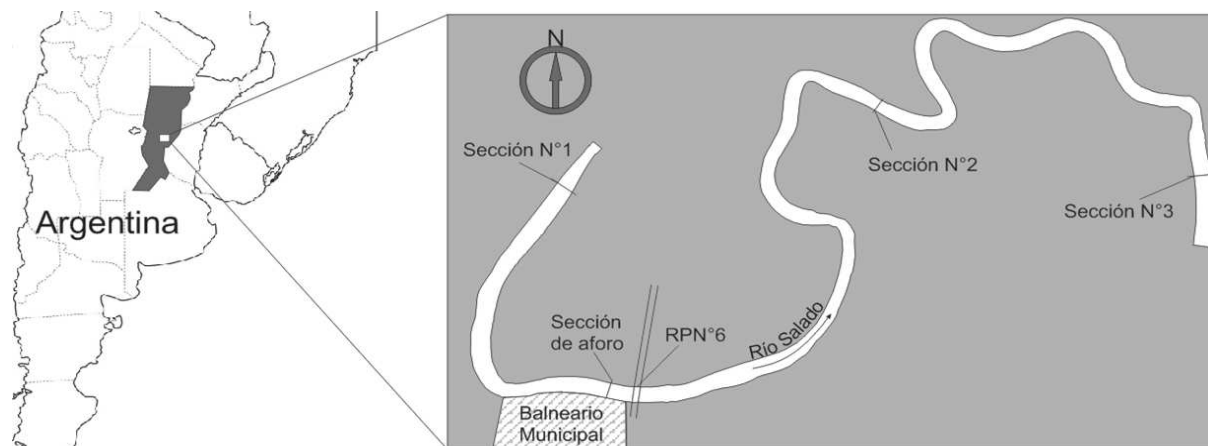 N
Sección N°1
Sección N°2
Sección N°3
Argentina
Sección
de aforo
RPN°6
Río Salado
Balneario
Municipal